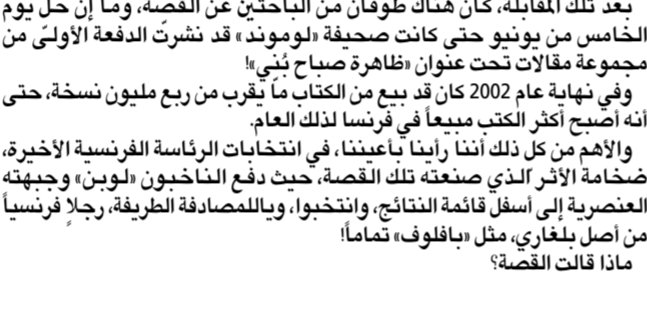 بعد تلك المقابلة، كان هناك طوفان من الباحثين عن القصة، وما إن حل يوم
الخامس من يونيو حتى كانت صحيفة «لوموند» قد نشرتّ الدفعة الأولىّ من
مجموعة مقالات تحت عنوان «ظاهرة صباح بُني»!
وفي نهاية عام 2002 كان قد بيع من الكتاب ما يقرب من ربع مليون نسخة، حتى
أنه أصبح أكثر الكتب مبيعاً في فرنسا لذلك العام.
والأهم من كل ذلك أننا رأينا بأعيننا، في انتخابات الرئاسة الفرنسية الأخيرة،
ضخامة الأثر الذي صنعته تلك القصة، حيث دفع الناخبون «لوبن» وجبهته
العنصرية إلى أسفل قائمة النتائج، وانتخبوا، وياللمصادفة الطريفة، رجلاٍ فرنسياً
من أصل بلغاري، مثل «بافلوف» تماماً!
ماذا قالت القصة؟